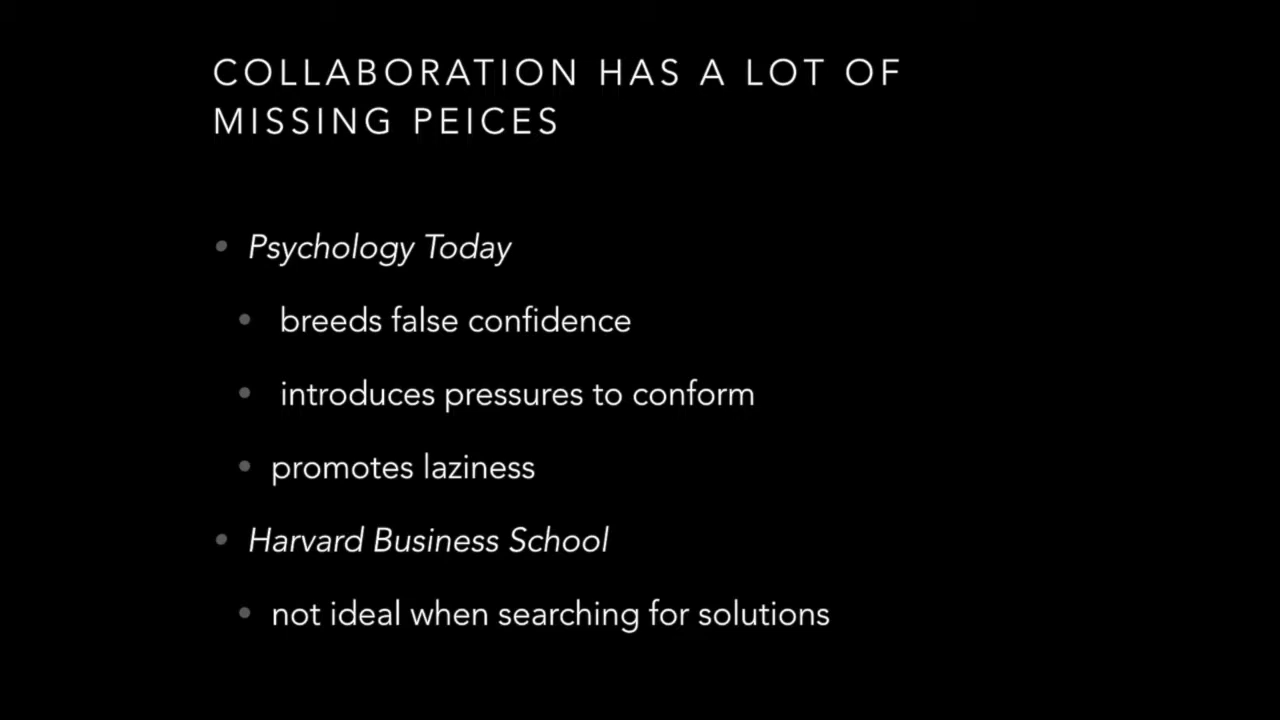 COLLABORATION HAS A LOT OF
MISSING PEICES
• Psychology Today
• breeds false confidence
• introduces pressures to conform
• promotes laziness
• Harvard Business School
• not ideal when searching for solutions